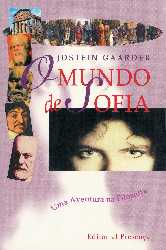 JOSTEIN GAARDER
O MUNDO
de SOFIA
Uma Aventura na Filosofia
Editorial Presença